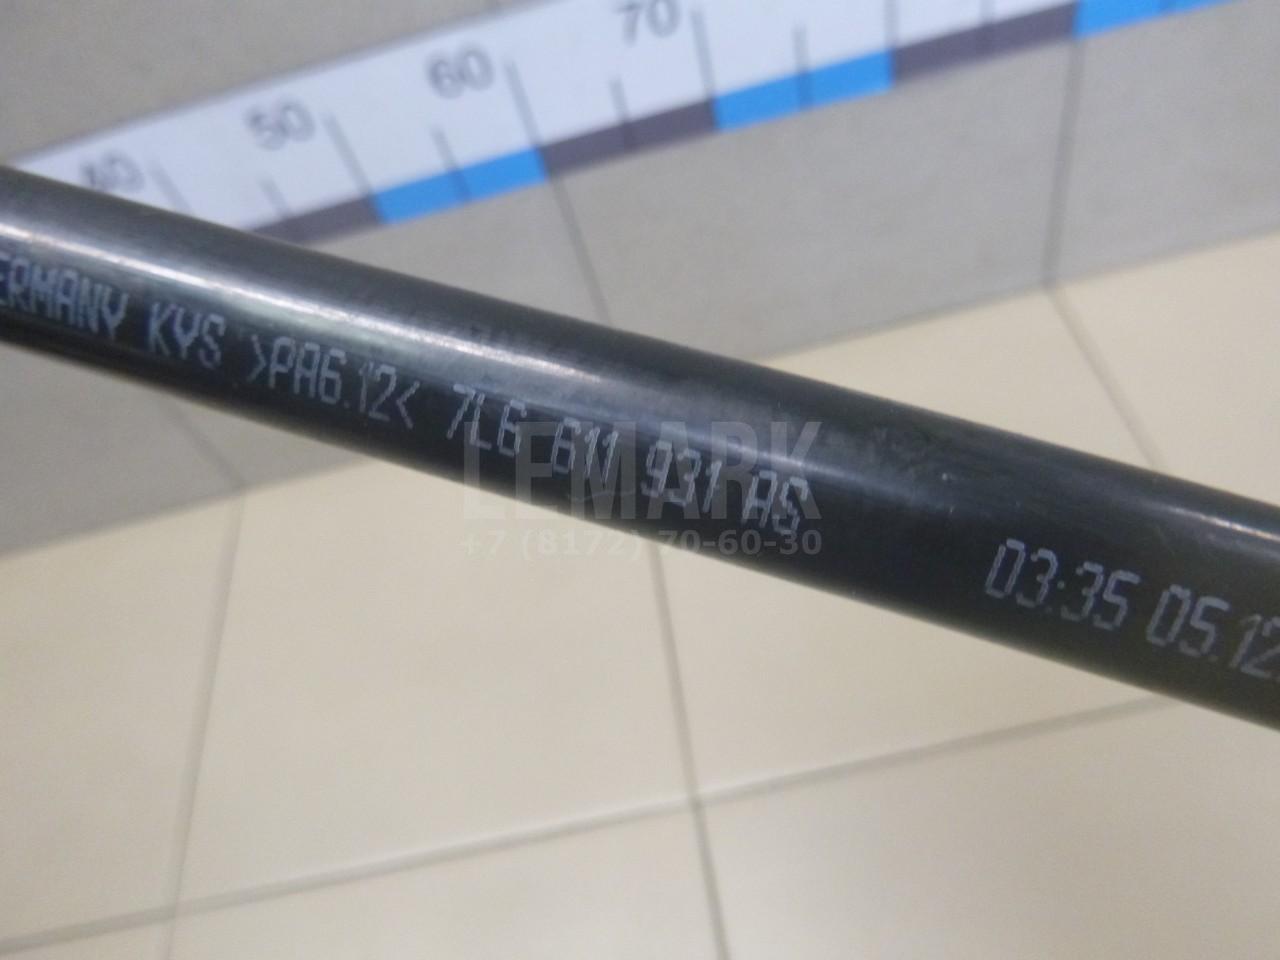 40 50 60 70
ERMANY KYS >PA6.12< 7L6 611 931 AS 03:35 05.12
LEMARK
+7 (8172) 70-60-30